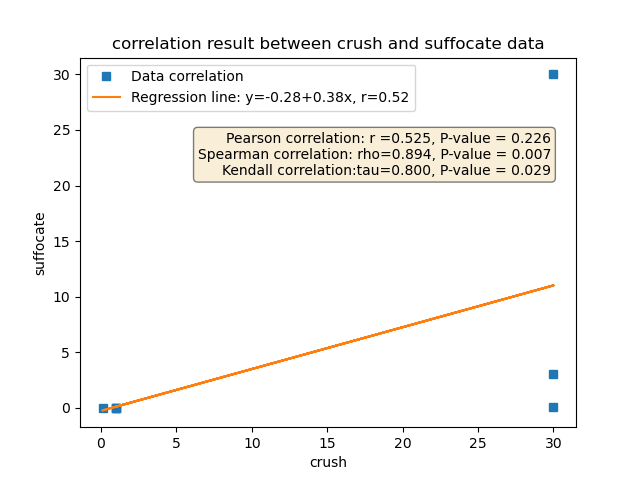 correlation result between crush and suffocate data
Data correlation
Regression line: y=-0.28+0.38x, r=0.52
Pearson correlation: r =0.525, P-value = 0.226
Spearman correlation: rho=0.894, P-value = 0.007
Kendall correlation:tau=0.800, P-value = 0.029
30
25
20
15
10
5
0
suffocate
0 5 10 15 20 25 30
crush